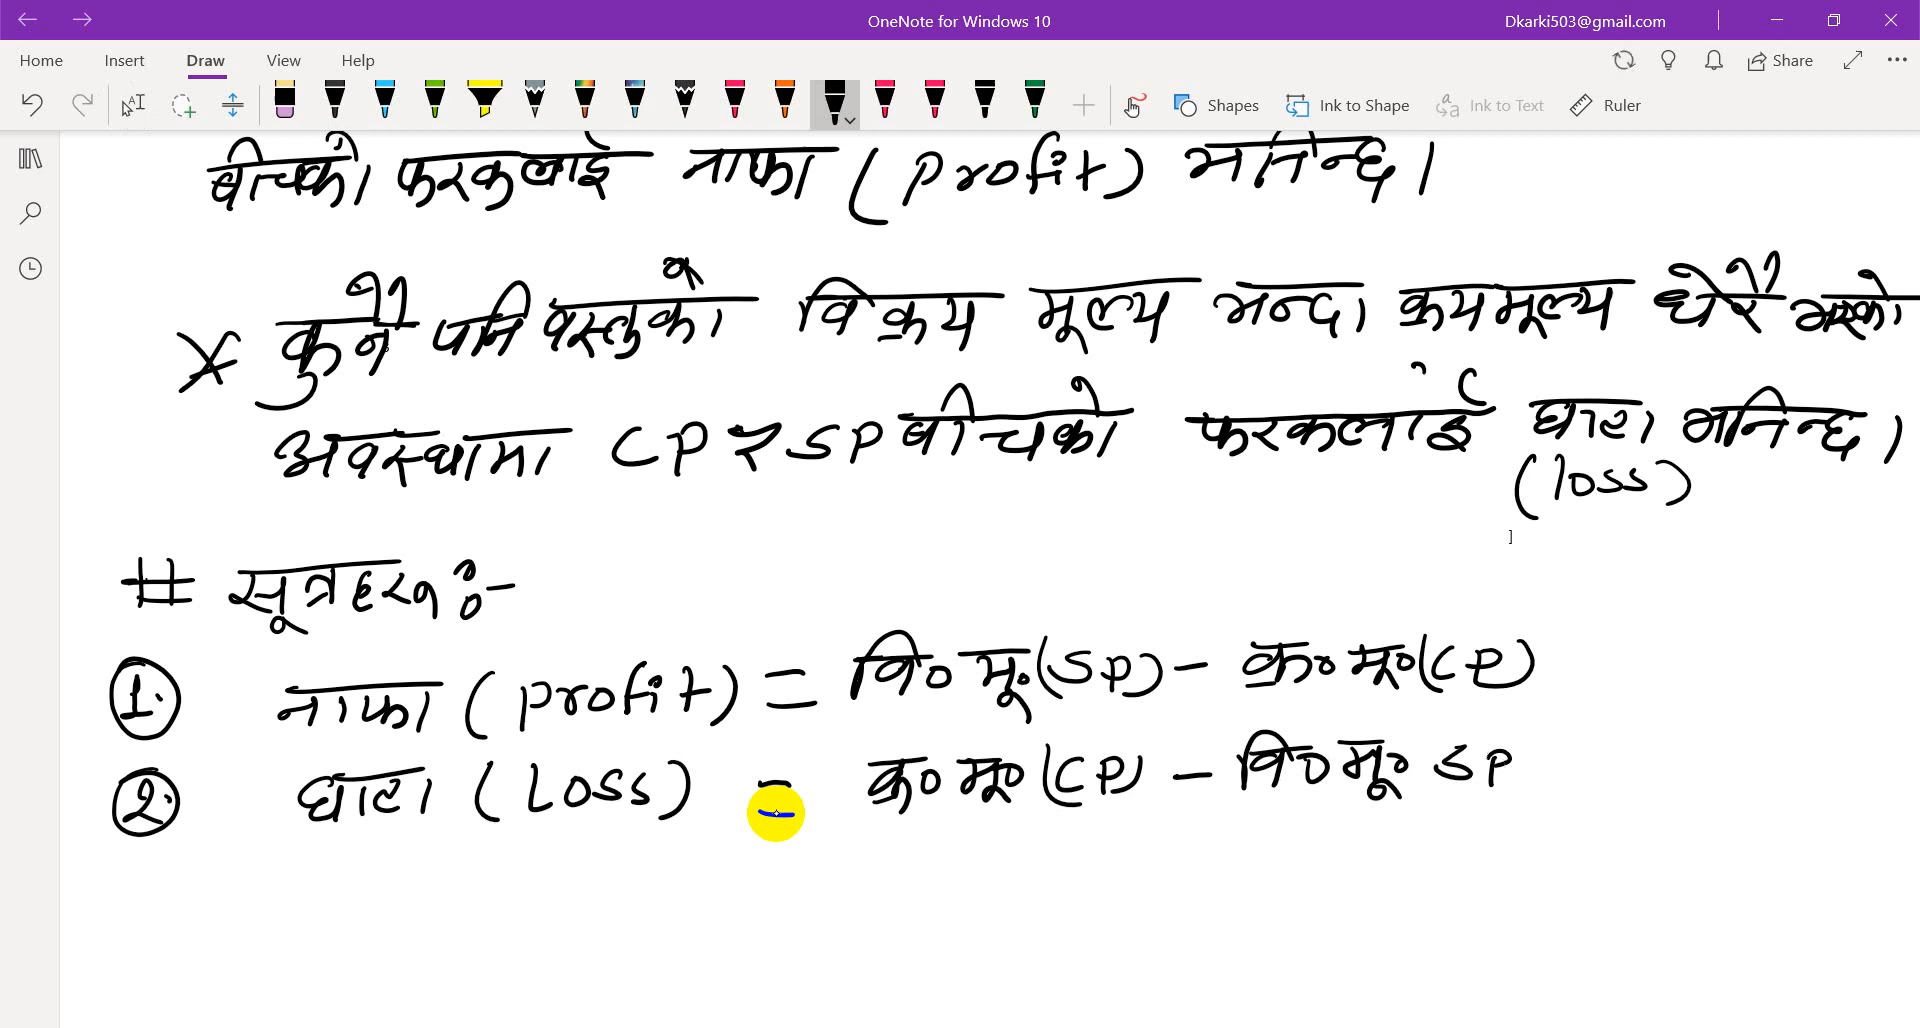 OneNote for Windows 10
Dkarki503@gmail.com
Home Insert Draw View Help
Share
Shapes Ink to Shape Ink to Text Ruler
बीचको फरकलाई नाफा (profit) भनिन्छ।
* कुनै पनि वस्तुको विक्रय मूल्य भन्दा क्रयमूल्य धेरै भएको
अवस्थामा CP र SP बीचको फरकलाई घाटा भनिन्छ।
(loss)
# सूत्रहरू :-
1. नाफा (profit) = वि० मू०(SP) - क्र० मू०(CP)
2. घाटा (Loss) = क्र० मू० (CP) - वि० मू० SP